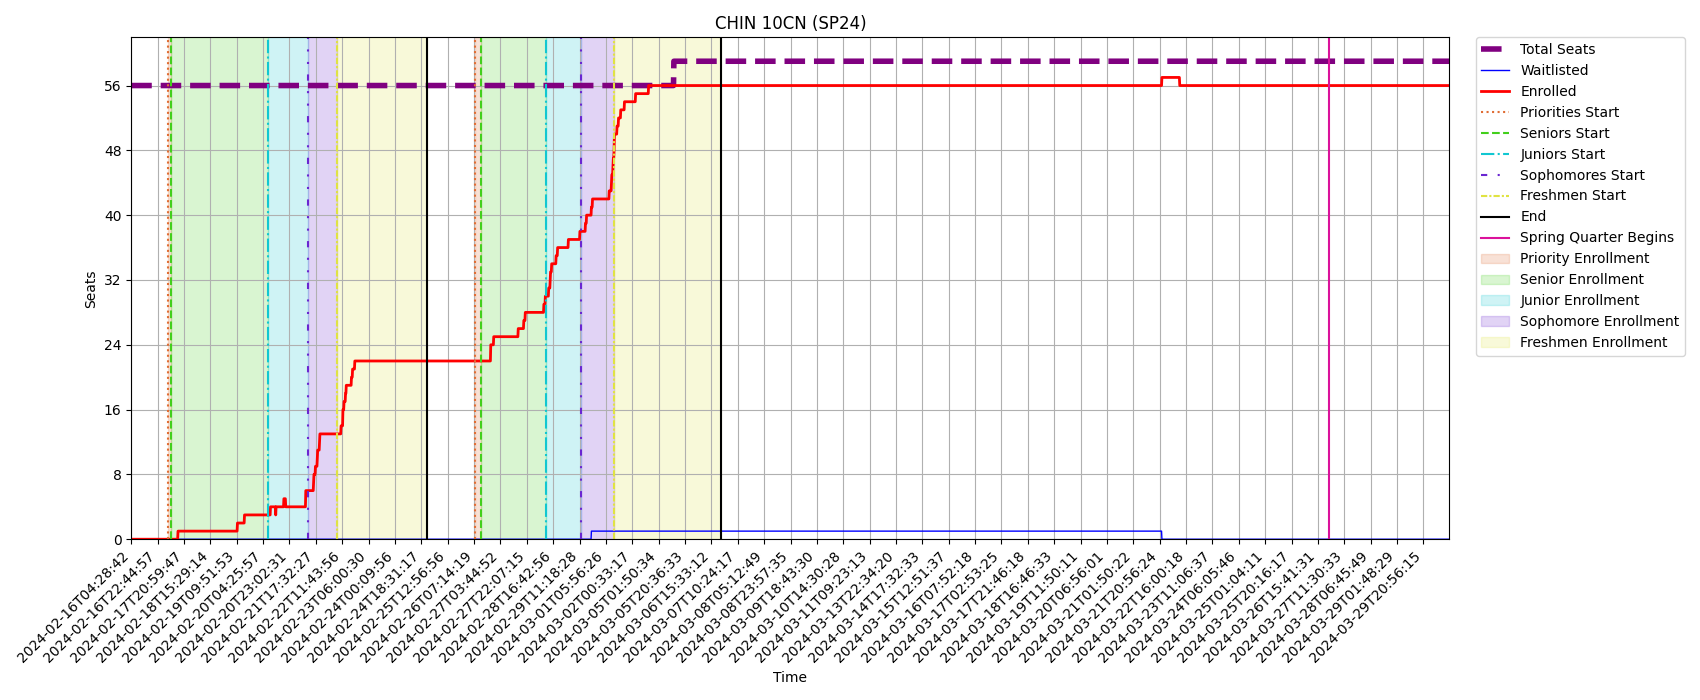 CHIN 10CN (SP24)
Total Seats
Waitlisted
Enrolled
Priorities Start
Seniors Start
Juniors Start
Sophomores Start
Freshmen Start
End
Spring Quarter Begins
Priority Enrollment
Senior Enrollment
Junior Enrollment
Sophomore Enrollment
Freshmen Enrollment
Seats
56
48
40
32
24
16
8
0
2024-02-16T04:28:42
2024-02-16T22:44:57
2024-02-17T20:59:47
2024-02-18T15:29:14
2024-02-19T09:51:53
2024-02-20T04:25:57
2024-02-20T23:02:31
2024-02-21T17:32:27
2024-02-22T11:43:56
2024-02-23T06:00:30
2024-02-24T00:09:56
2024-02-24T18:31:17
2024-02-25T12:56:56
2024-02-26T07:14:19
2024-02-27T03:44:52
2024-02-27T22:07:15
2024-02-28T16:42:56
2024-02-29T11:18:28
2024-03-01T05:56:26
2024-03-02T00:33:17
2024-03-05T01:50:34
2024-03-05T20:36:33
2024-03-06T15:33:12
2024-03-07T10:24:17
2024-03-08T05:12:49
2024-03-08T23:57:35
2024-03-09T18:43:30
2024-03-10T14:30:28
2024-03-11T09:23:13
2024-03-13T22:34:20
2024-03-14T17:32:33
2024-03-15T12:51:37
2024-03-16T07:52:18
2024-03-17T02:53:25
2024-03-17T21:46:18
2024-03-18T16:46:33
2024-03-19T11:50:11
2024-03-20T06:56:01
2024-03-21T01:50:22
2024-03-21T20:56:24
2024-03-22T16:00:18
2024-03-23T11:06:37
2024-03-24T06:05:46
2024-03-25T01:04:11
2024-03-25T20:16:17
2024-03-26T15:41:31
2024-03-27T11:30:33
2024-03-28T06:45:49
2024-03-29T01:48:29
2024-03-29T20:56:15
Time